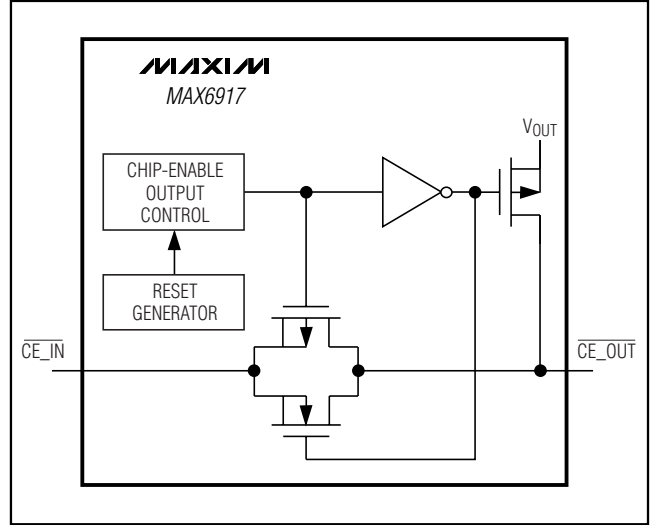 MAXIM
MAX6917
VOUT
CHIP-ENABLE
OUTPUT
CONTROL
RESET
GENERATOR
CE_IN
CE_OUT